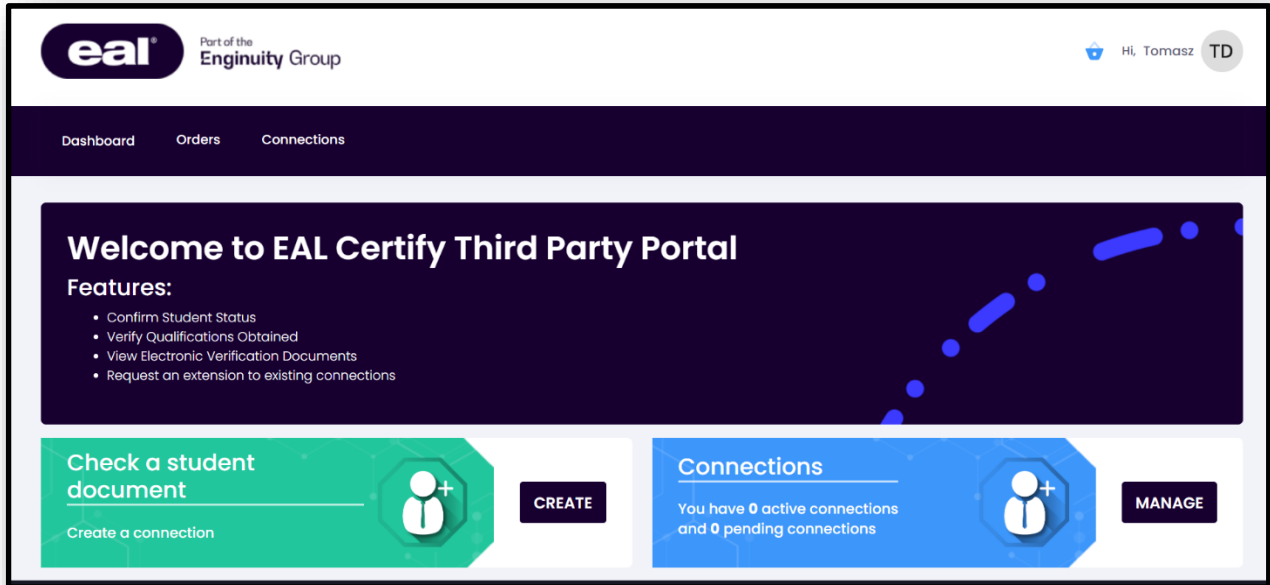 eal®
Part of the
Enginuity Group
Hi, Tomasz
TD
Dashboard
Orders
Connections
Welcome to EAL Certify Third Party Portal
Features:
• Confirm Student Status
• Verify Qualifications Obtained
• View Electronic Verification Documents
• Request an extension to existing connections
Check a student
document
Create a connection
CREATE
Connections
You have 0 active connections
and 0 pending connections
MANAGE